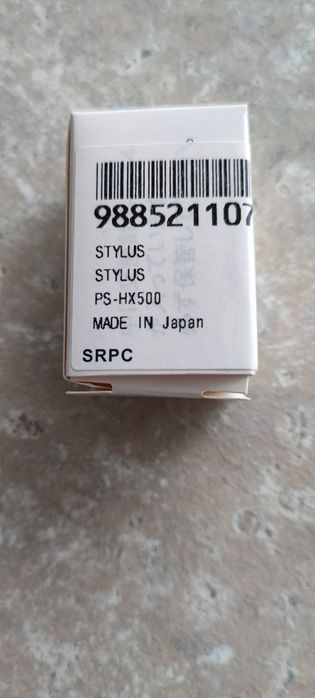 988521107
STYLUS
STYLUS
PS-HX500
MADE IN Japan
SRPC